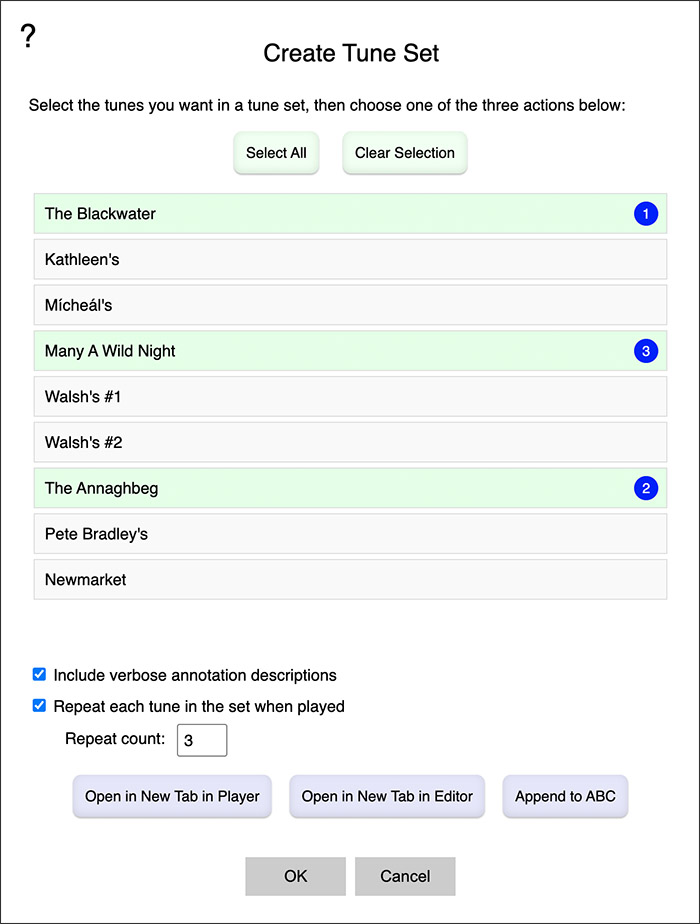 ?
Create Tune Set
Select the tunes you want in a tune set, then choose one of the three actions below:
Select All Clear Selection
The Blackwater 1
Kathleen's
Mícheál's
Many A Wild Night 3
Walsh's #1
Walsh's #2
The Annaghbeg 2
Pete Bradley's
Newmarket
Include verbose annotation descriptions
Repeat each tune in the set when played
Repeat count: 3
Open in New Tab in Player Open in New Tab in Editor Append to ABC
OK Cancel